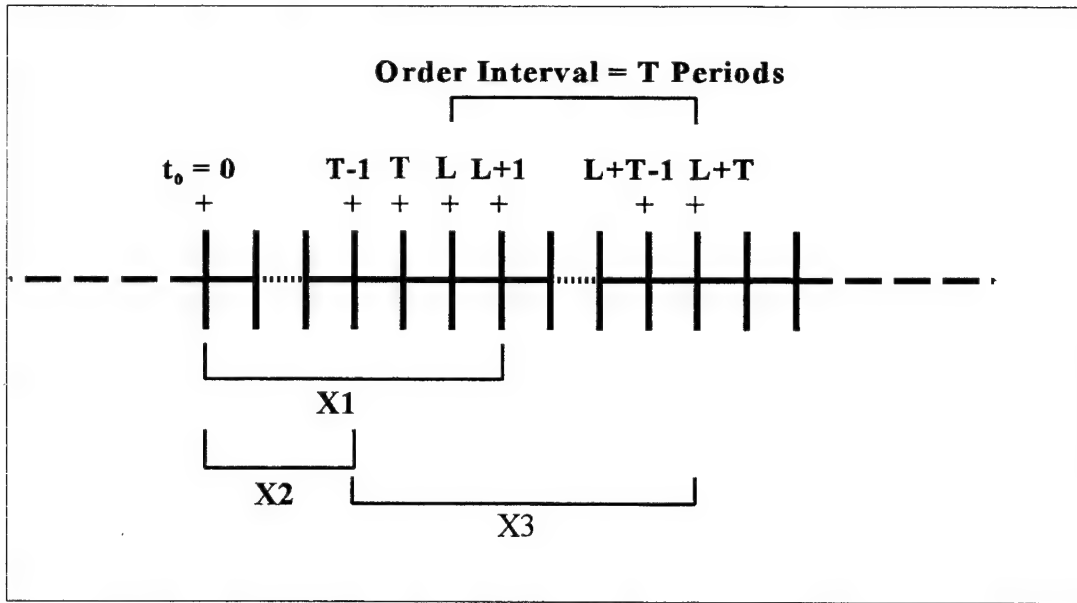 Order Interval = T Periods
t₀ = 0 T-1 T L L+1 L+T-1 L+T
+ + + + + + +
X1
X2
X3